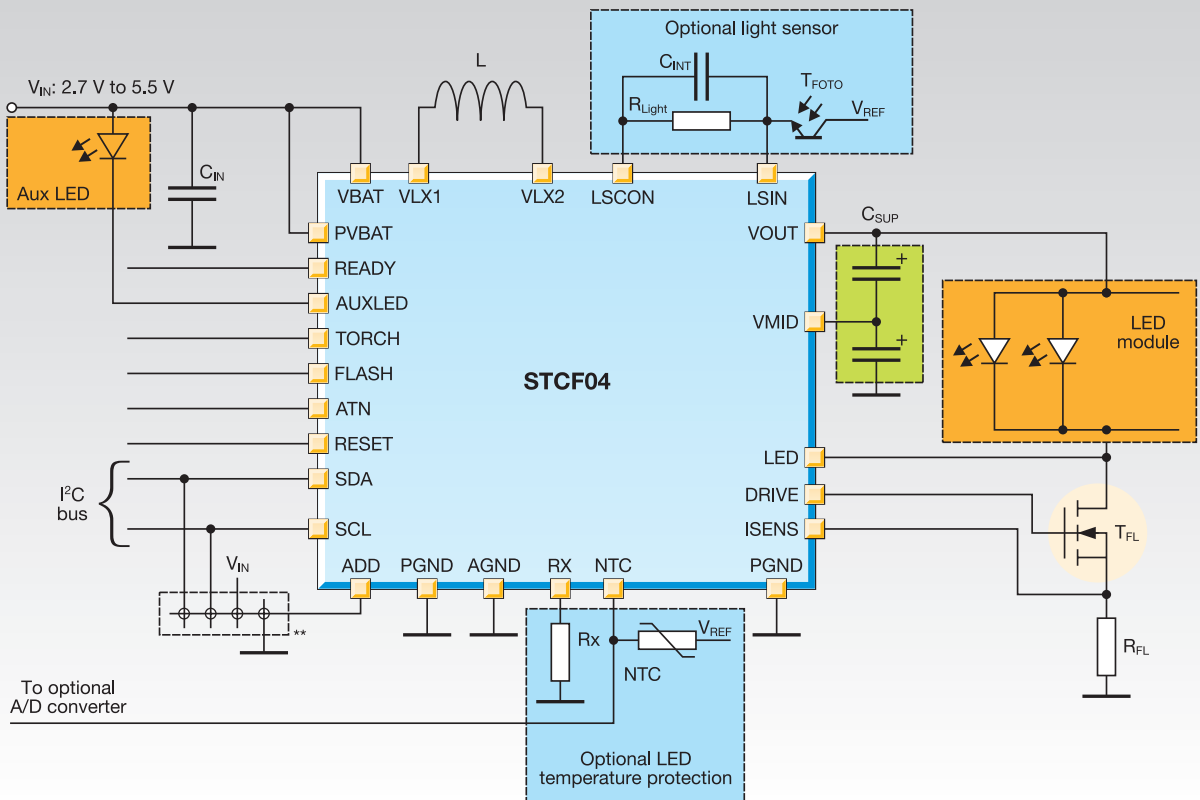 Optional light sensor
C_INT
T_FOTO
R_Light
V_REF
L
V_IN: 2.7 V to 5.5 V
Aux LED
C_IN
VBAT
VLX1
VLX2
LSCON
LSIN
PVBAT
READY
AUXLED
TORCH
FLASH
ATN
RESET
SDA
SCL
I²C
bus
STCF04
VOUT
VMID
LED
DRIVE
ISENS
C_SUP
+
+
LED
module
T_FL
R_FL
ADD
PGND
AGND
RX
NTC
PGND
V_IN
**
Rx
V_REF
NTC
To optional
A/D converter
Optional LED
temperature protection